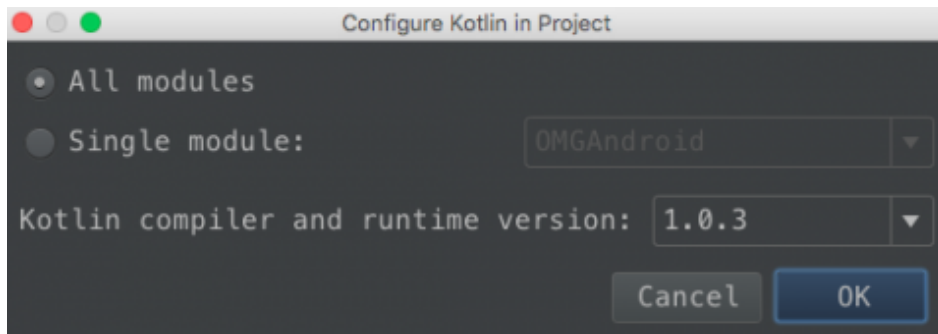 Configure Kotlin in Project
All modules
Single module: OMGAndroid
Kotlin compiler and runtime version: 1.0.3
Cancel OK